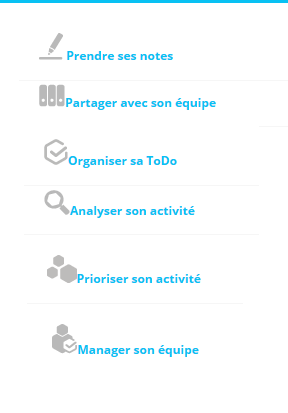 Prendre ses notes
Partager avec son équipe
Organiser sa ToDo
Analyser son activité
Prioriser son activité
Manager son équipe